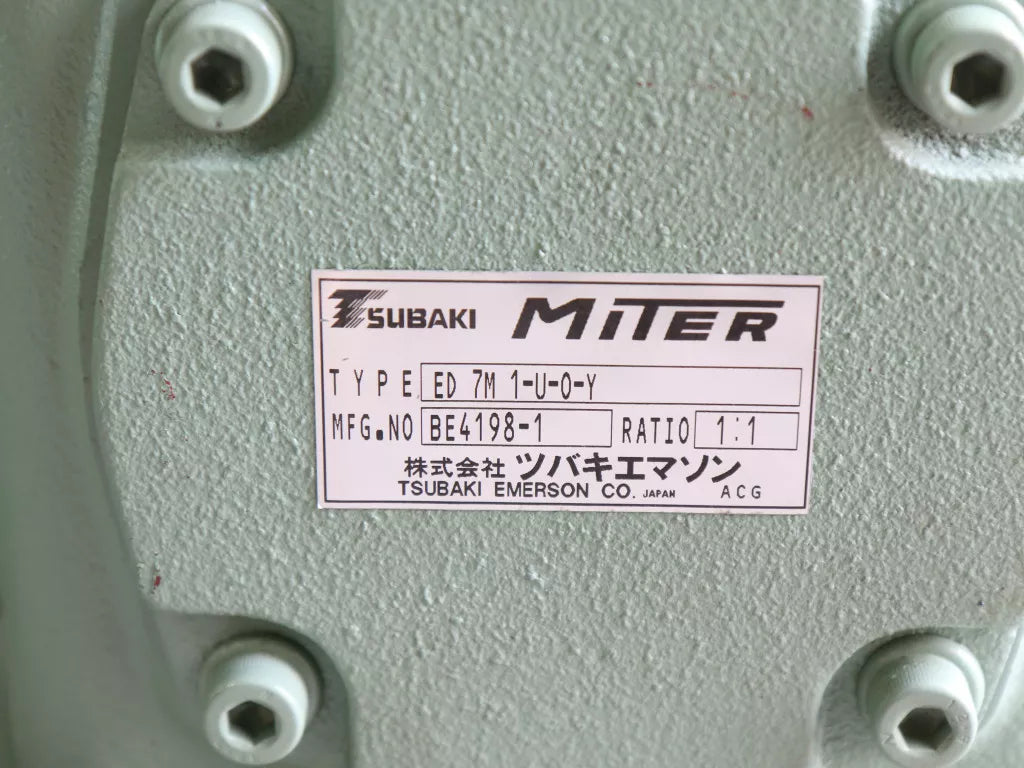 TSUBAKI MITER
TYPE ED 7M 1-U-O-Y
MFG.NO BE4198-1 RATIO 1:1
株式会社 ツバキエマソン
TSUBAKI EMERSON CO. JAPAN ACG